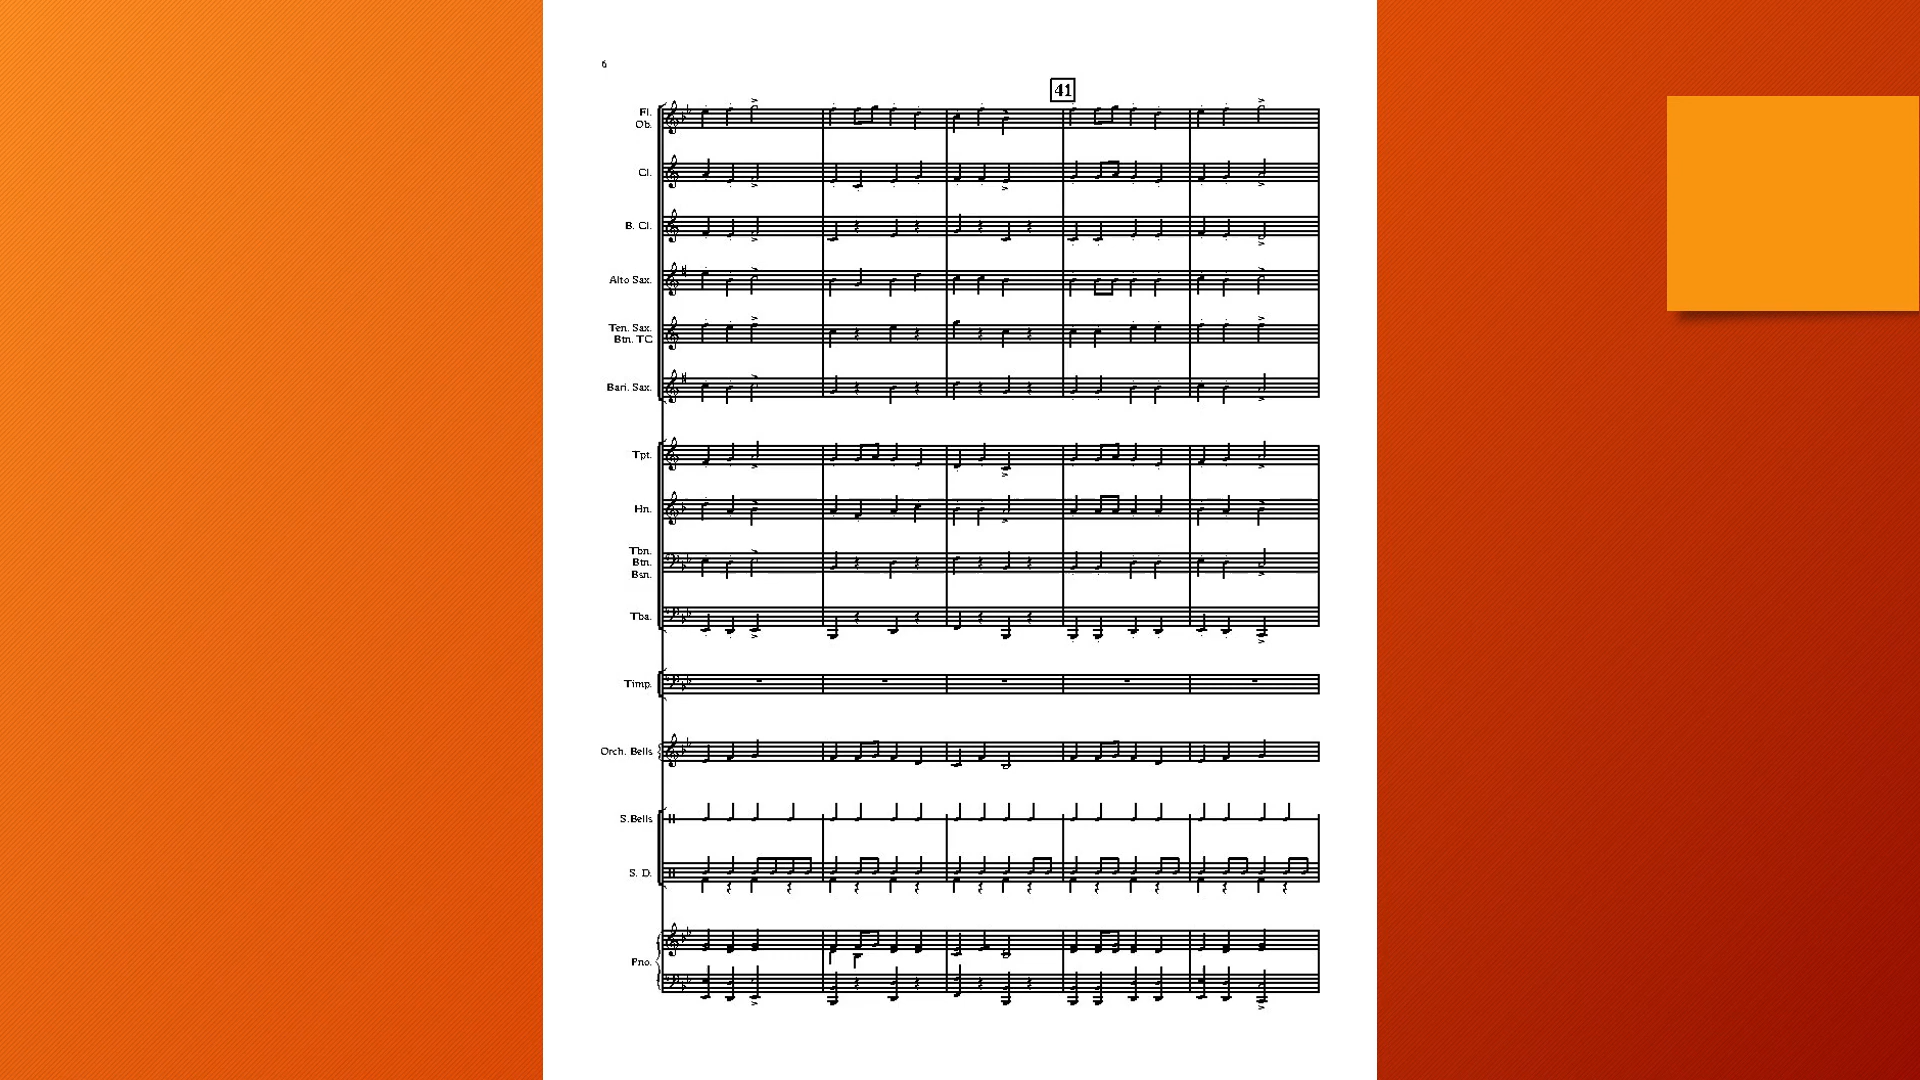 6
41
Fl.
Ob.
Cl.
B. Cl.
Alto Sax.
Ten. Sax.
Btn. TC
Bari. Sax.
Tpt.
Hn.
Tbn.
Btn.
Bsn.
Tba.
Timp.
Orch. Bells
S.Bells
S. D.
Pno.